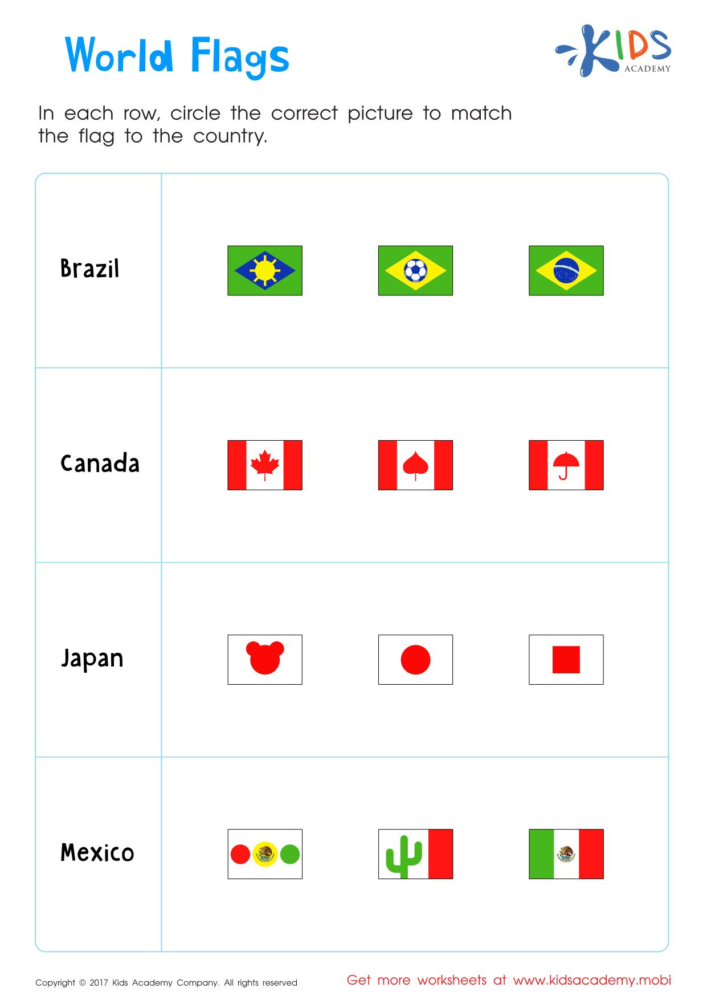 World Flags
KIDS
ACADEMY
In each row, circle the correct picture to match
the flag to the country.
Brazil
Canada
Japan
Mexico
Copyright © 2017 Kids Academy Company. All rights reserved
Get more worksheets at www.kidsacademy.mobi